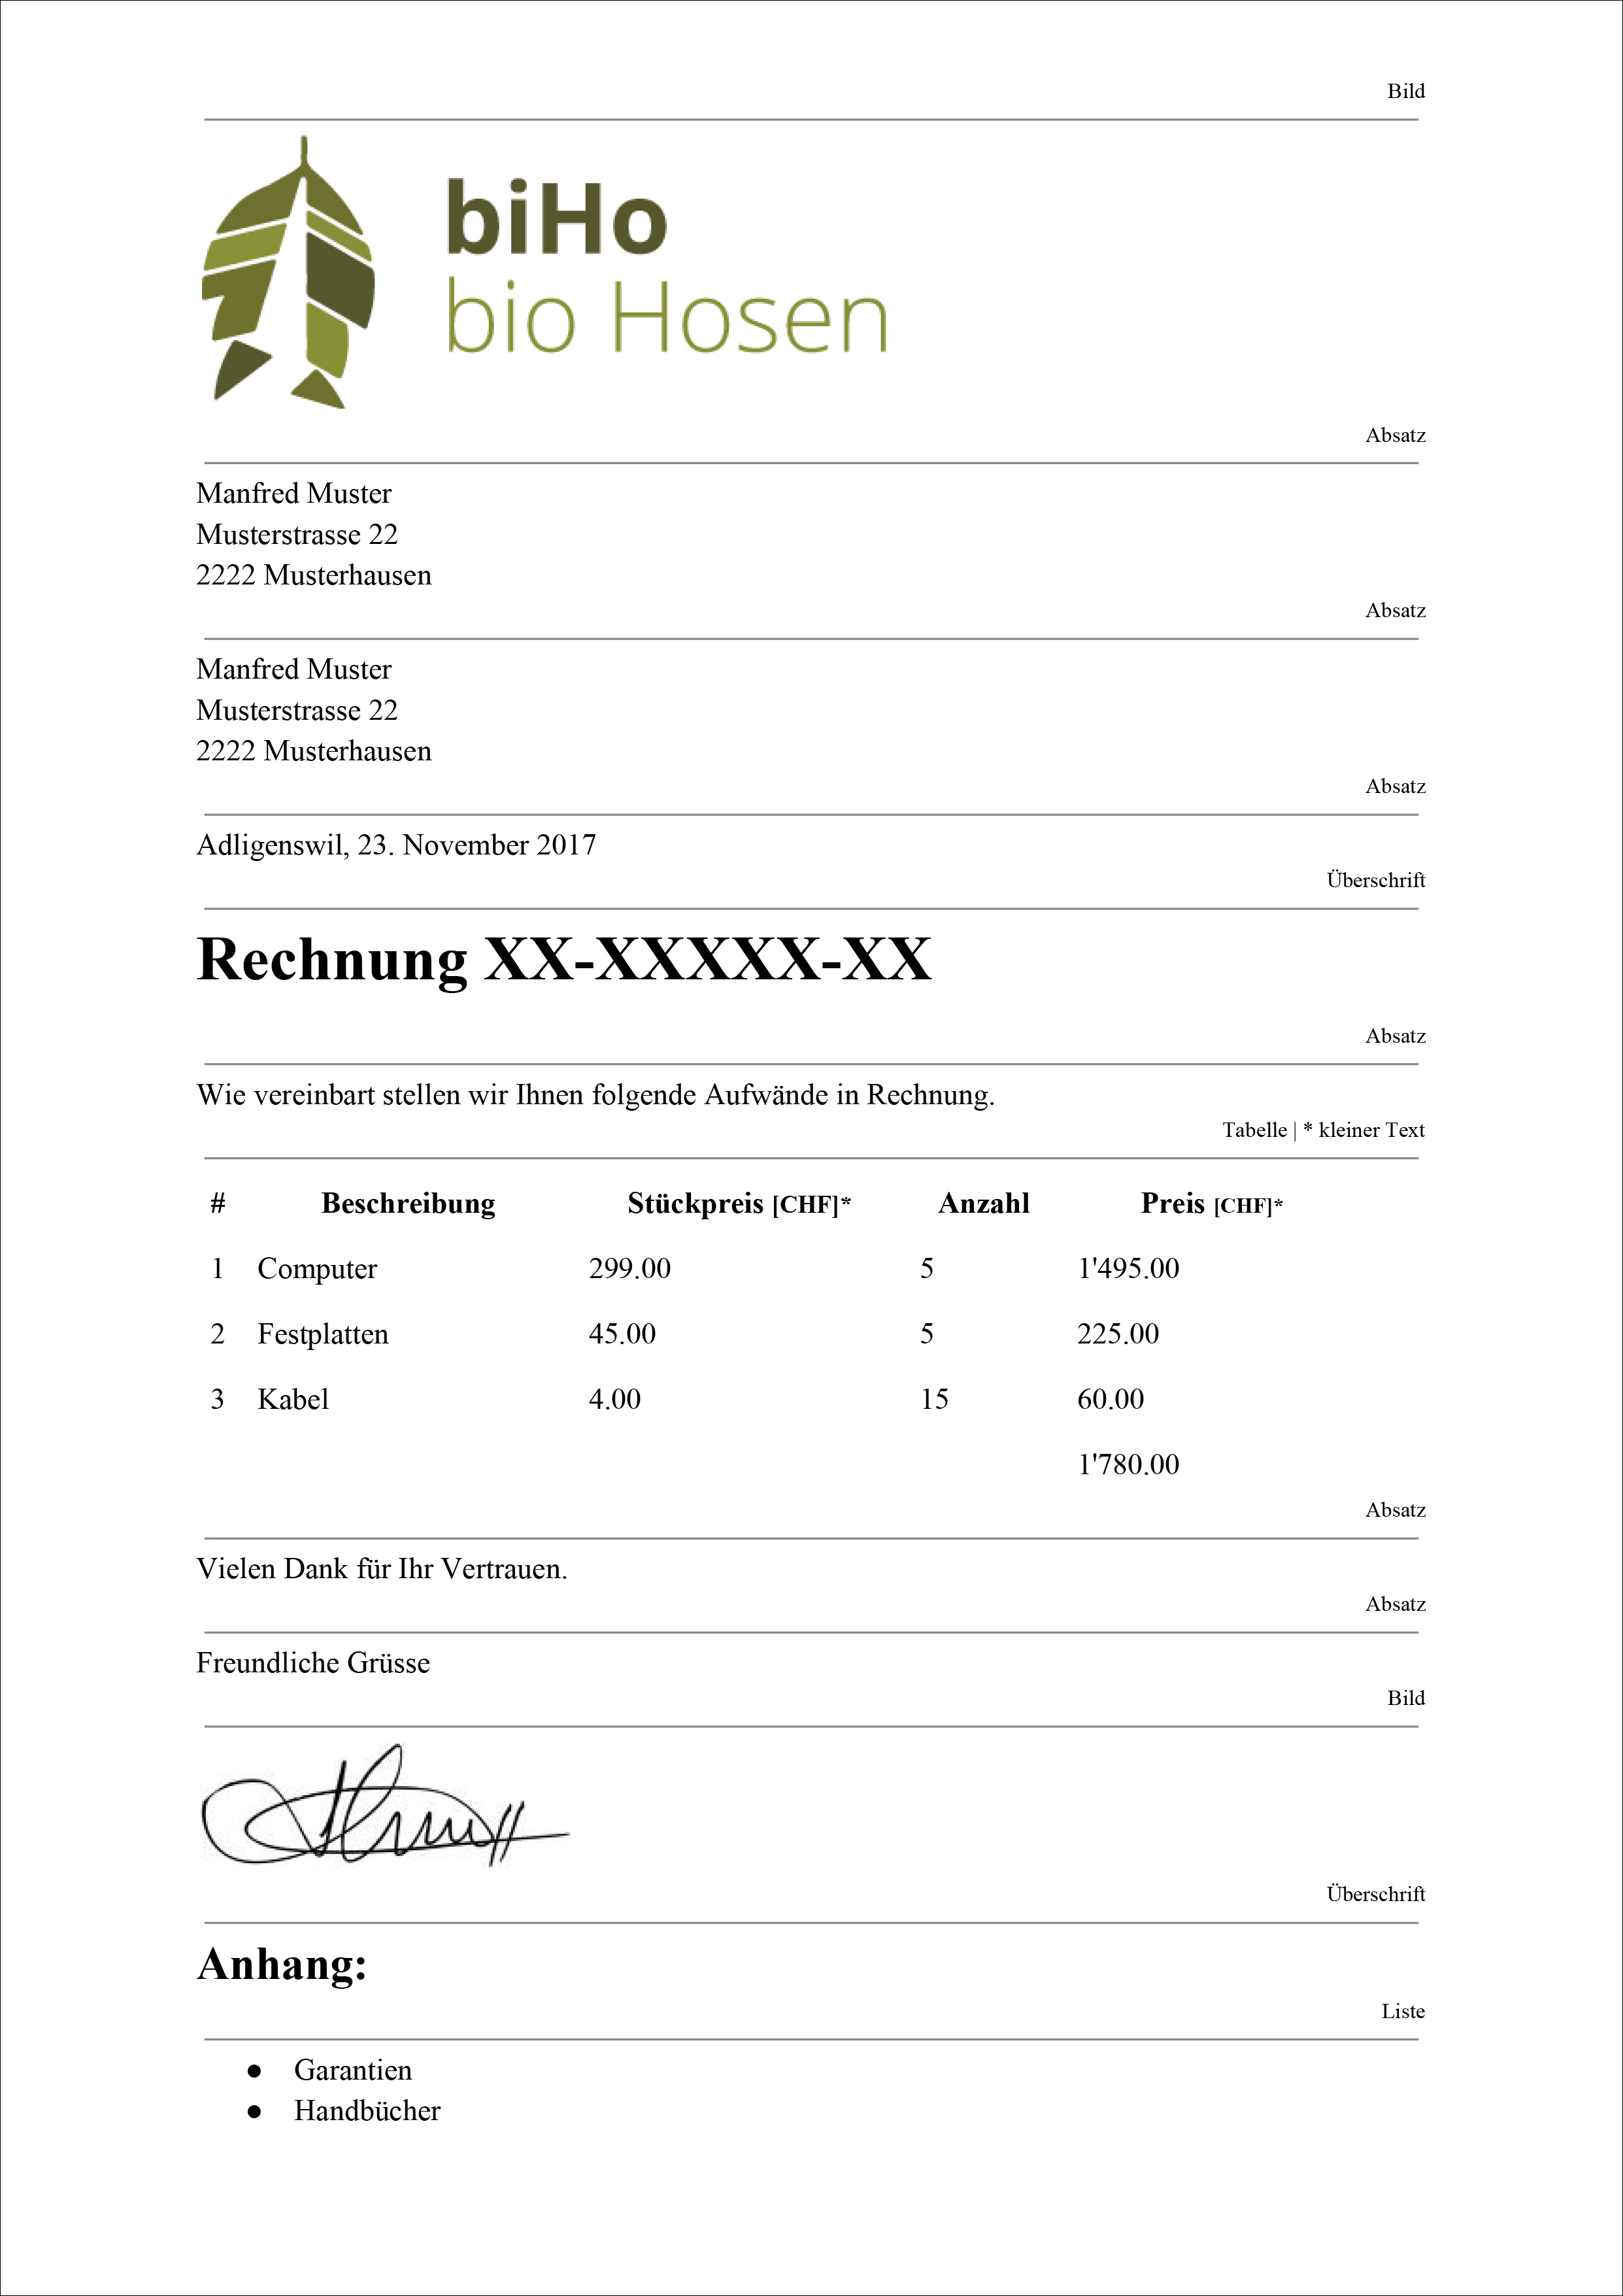 Bild
biHo
bio Hosen
Absatz
Manfred Muster
Musterstrasse 22
2222 Musterhausen
Absatz
Manfred Muster
Musterstrasse 22
2222 Musterhausen
Absatz
Adligenswil, 23. November 2017
Überschrift
Rechnung XX-XXXXX-XX
Absatz
Wie vereinbart stellen wir Ihnen folgende Aufwände in Rechnung.
Tabelle | * kleiner Text
# Beschreibung Stückpreis [CHF]* Anzahl Preis [CHF]*
1 Computer 299.00 5 1'495.00
2 Festplatten 45.00 5 225.00
3 Kabel 4.00 15 60.00
1'780.00
Absatz
Vielen Dank für Ihr Vertrauen.
Absatz
Freundliche Grüsse
Bild
Überschrift
Anhang:
Liste
● Garantien
● Handbücher